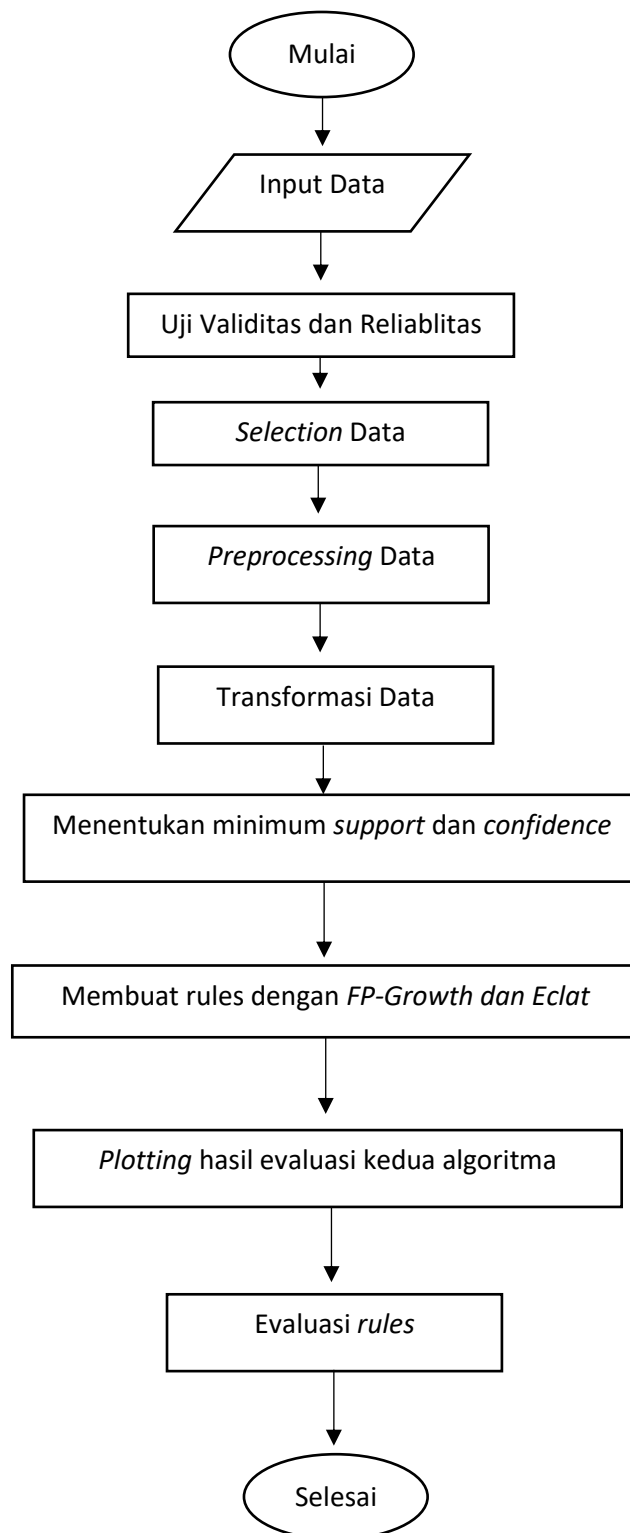 Mulai
Input Data
Uji Validitas dan Reliablitas
Selection Data
Preprocessing Data
Transformasi Data
Menentukan minimum support dan confidence
Membuat rules dengan FP-Growth dan Eclat
Plotting hasil evaluasi kedua algoritma
Evaluasi rules
Selesai